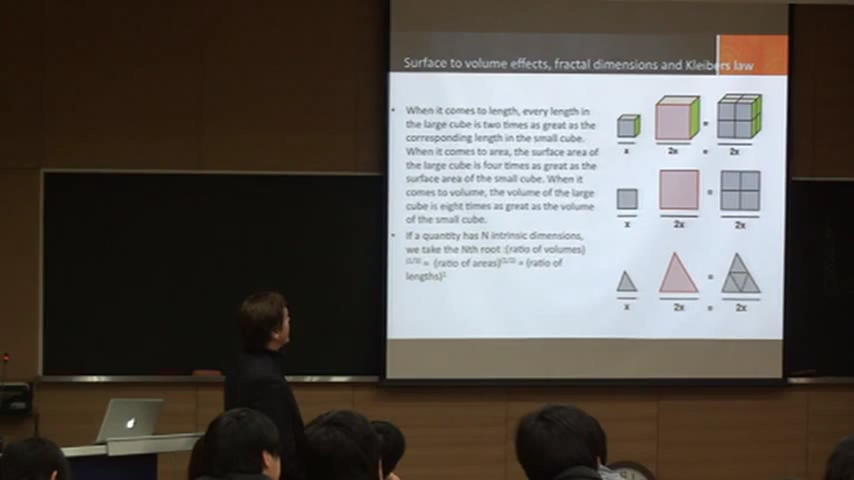 Surface to volume effects, fractal dimensions and Kleibers law
• When it comes to length, every length in
the large cube is two times as great as the
corresponding length in the small cube.
When it comes to area, the surface area of
the large cube is four times as great as the
surface area of the small cube. When it
comes to volume, the volume of the large
cube is eight times as great as the volume
of the small cube.
• If a quantity has N intrinsic dimensions,
we take the Nth root :(ratio of volumes)
(1/3) = (ratio of areas)(1/2) = (ratio of
lengths)1
=
x 2x = 2x
=
x 2x 2x
=
x 2x = 2x